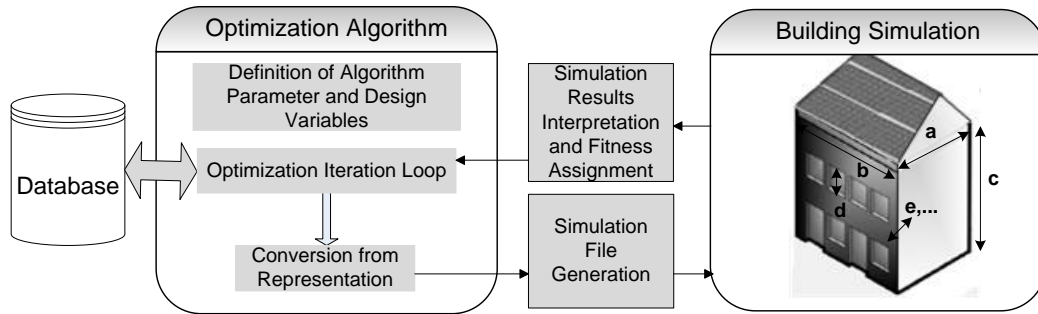 Optimization Algorithm
Building Simulation
Definition of Algorithm
Parameter and Design
Variables
Simulation
Results
Interpretation
and Fitness
Assignment
Database
Optimization Iteration Loop
Conversion from
Representation
Simulation
File
Generation
a
b
c
d
e,...